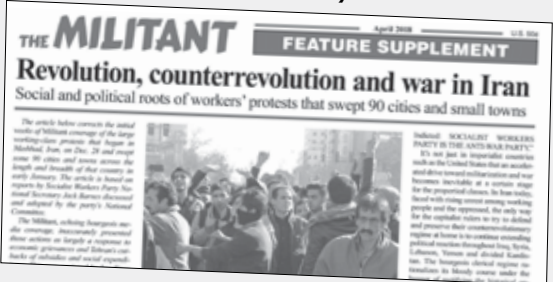 April 2018
U.S. 50¢
THE MILITANT
FEATURE SUPPLEMENT
Revolution, counterrevolution and war in Iran
Social and political roots of workers' protests that swept 90 cities and small towns
The article below corrects the initial
weeks of Militant coverage of the large
working-class protests that began in
Mashhad, Iran, on Dec. 28 and swept
some 90 cities and towns across the
length and breadth of that country in
early January. The article is based on
reports by Socialist Workers Party Na-
tional Secretary Jack Barnes discussed
and adopted by the party's National
Committee.
The Militant, echoing bourgeois me-
dia coverage, inaccurately presented
those actions as largely a response to
economic grievances and Tehran's cut-
backs of subsidies and social expendi-
SOCIALIST WORKERS
PARTY IS THE ANTI-WAR PARTY."
It's not just in imperialist countries
such as the United States that an acceler-
ated drive toward militarization and war
becomes inevitable at a certain stage
for the propertied classes. In Iran today,
faced with rising unrest among working
people and the oppressed, the only way
for the capitalist rulers to try to defend
and preserve their counterrevolutionary
regime at home is to continue extending
political reaction throughout Iraq, Syria,
Lebanon, Yemen and divided Kurdis-
tan. The bourgeois clerical regime ra-
tionalizes its bloody course under the